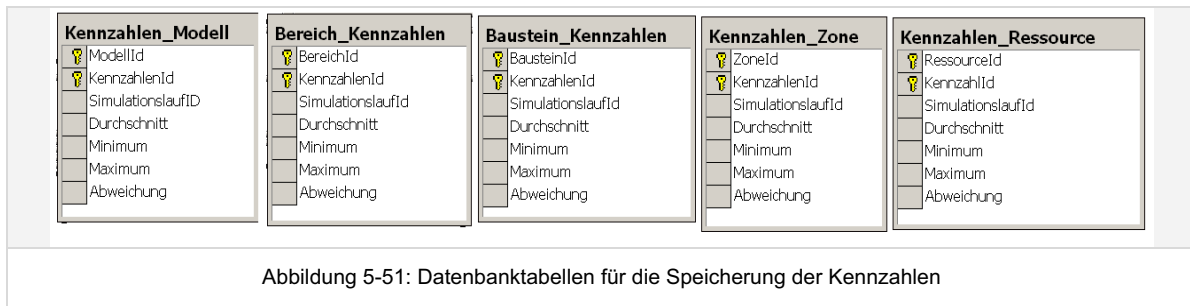 Kennzahlen_Modell
ModellId
KennzahlenId
SimulationslaufID
Durchschnitt
Minimum
Maximum
Abweichung
Bereich_Kennzahlen
BereichId
KennzahlenId
SimulationslaufId
Durchschnitt
Minimum
Maximum
Abweichung
Baustein_Kennzahlen
BausteinId
KennzahlenId
SimulationslaufId
Durchschnitt
Minimum
Maximum
Abweichung
Kennzahlen_Zone
ZoneId
KennzahlenId
SimulationslaufId
Durchschnitt
Minimum
Maximum
Abweichung
Kennzahlen_Ressource
RessourceId
KennzahlId
SimulationslaufId
Durchschnitt
Minimum
Maximum
Abweichung
Abbildung 5-51: Datenbanktabellen für die Speicherung der Kennzahlen